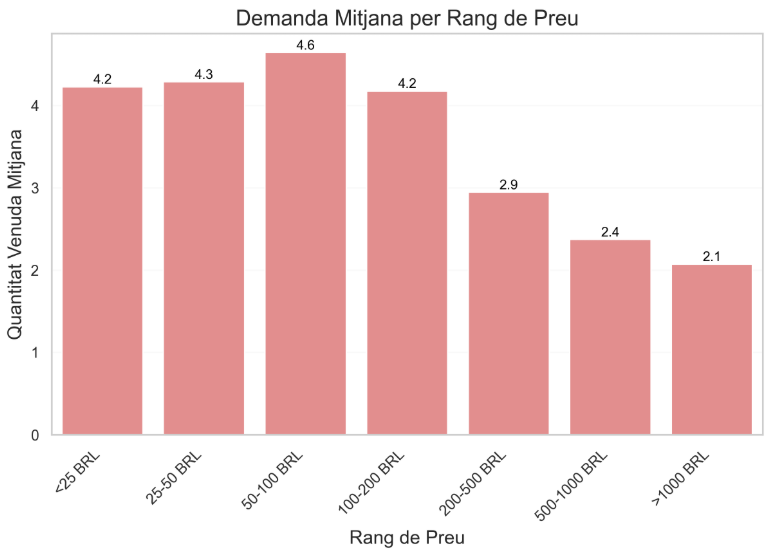 Demanda Mitjana per Rang de Preu
Quantitat Venuda Mitjana
4
3
2
1
0
4.2
4.3
4.6
4.2
2.9
2.4
2.1
<25 BRL
25-50 BRL
50-100 BRL
100-200 BRL
200-500 BRL
500-1000 BRL
>1000 BRL
Rang de Preu